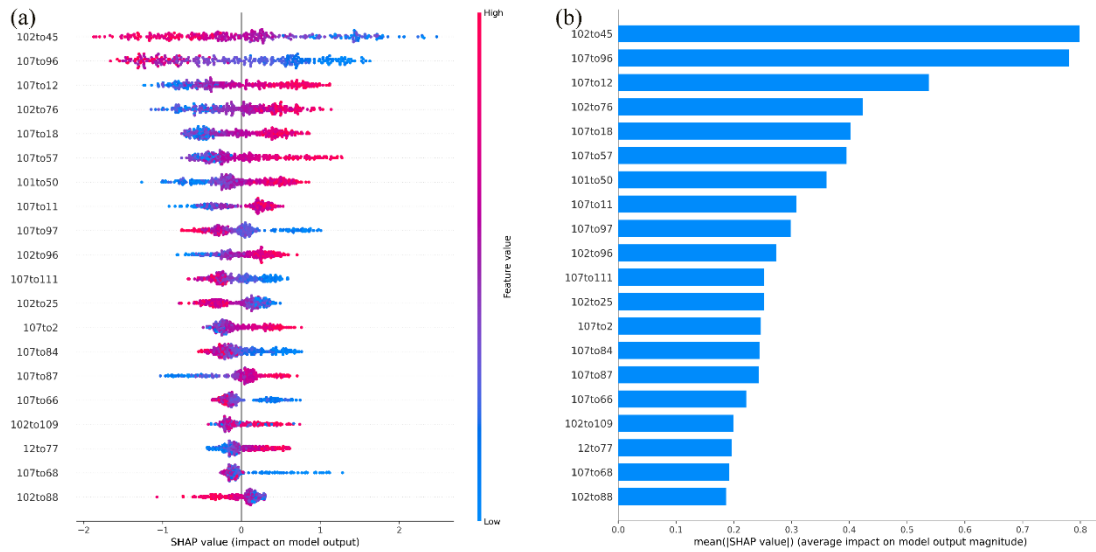 (a)
High
102to45
107to96
107to12
102to76
107to18
107to57
101to50
107to11
107to97
102to96
107to111
102to25
107to2
107to84
107to87
107to66
102to109
12to77
107to68
102to88
Feature value
Low
−2 −1 0 1 2
SHAP value (impact on model output)
(b)
102to45
107to96
107to12
102to76
107to18
107to57
101to50
107to11
107to97
102to96
107to111
102to25
107to2
107to84
107to87
107to66
102to109
12to77
107to68
102to88
0.0 0.1 0.2 0.3 0.4 0.5 0.6 0.7 0.8
mean(|SHAP value|) (average impact on model output magnitude)